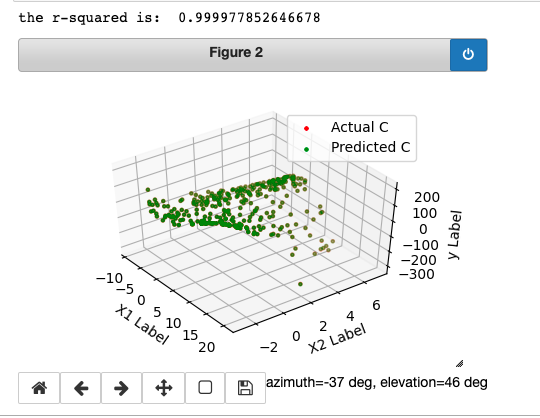 the r-squared is:  0.999977852646678
Figure 2
Actual C
Predicted C
200
100
0
−100
−200
−300
y Label
−10
−5
0
5
10
15
20
X1 Label
−2
0
2
4
6
X2 Label
azimuth=-37 deg, elevation=46 deg